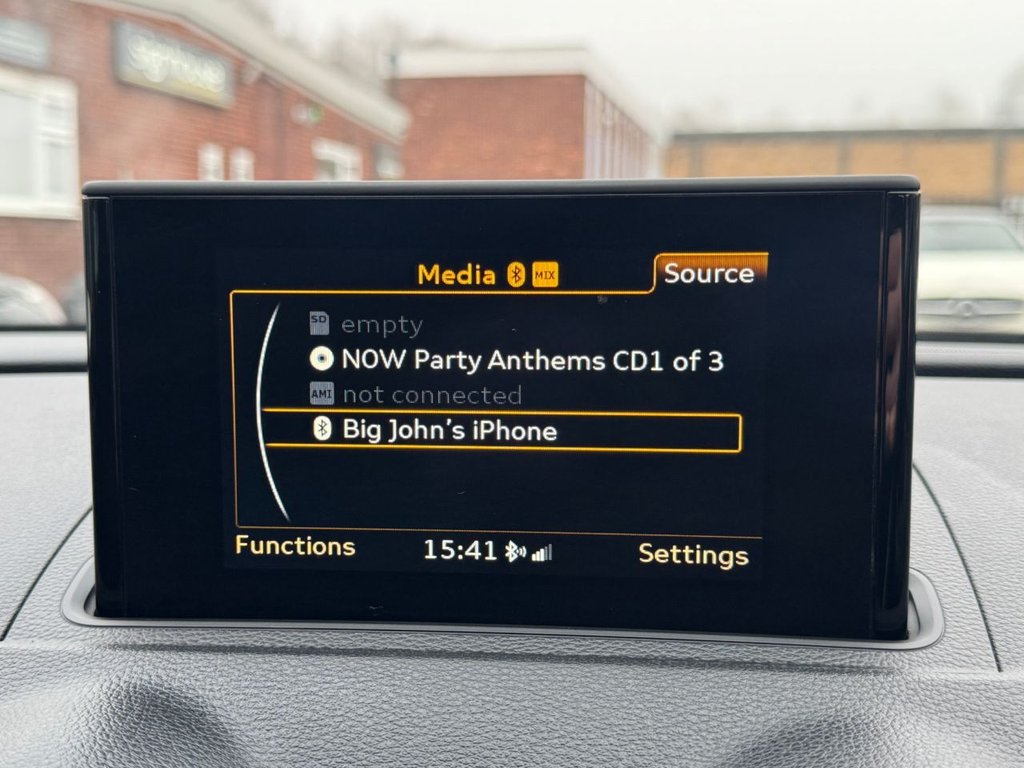 Media MIX Source
SD empty
NOW Party Anthems CD1 of 3
AMI not connected
Big John's iPhone
Functions 15:41 Settings